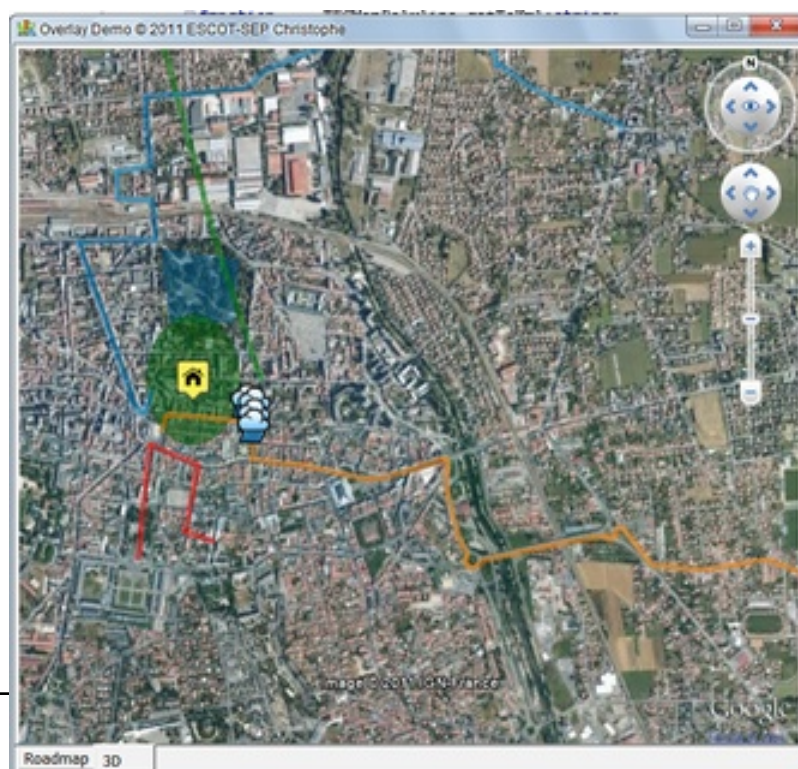 Overlay Demo © 2011 ESCOT-SEP Christophe
N
Image © 2011 IGN-France
Google
Roadmap 3D